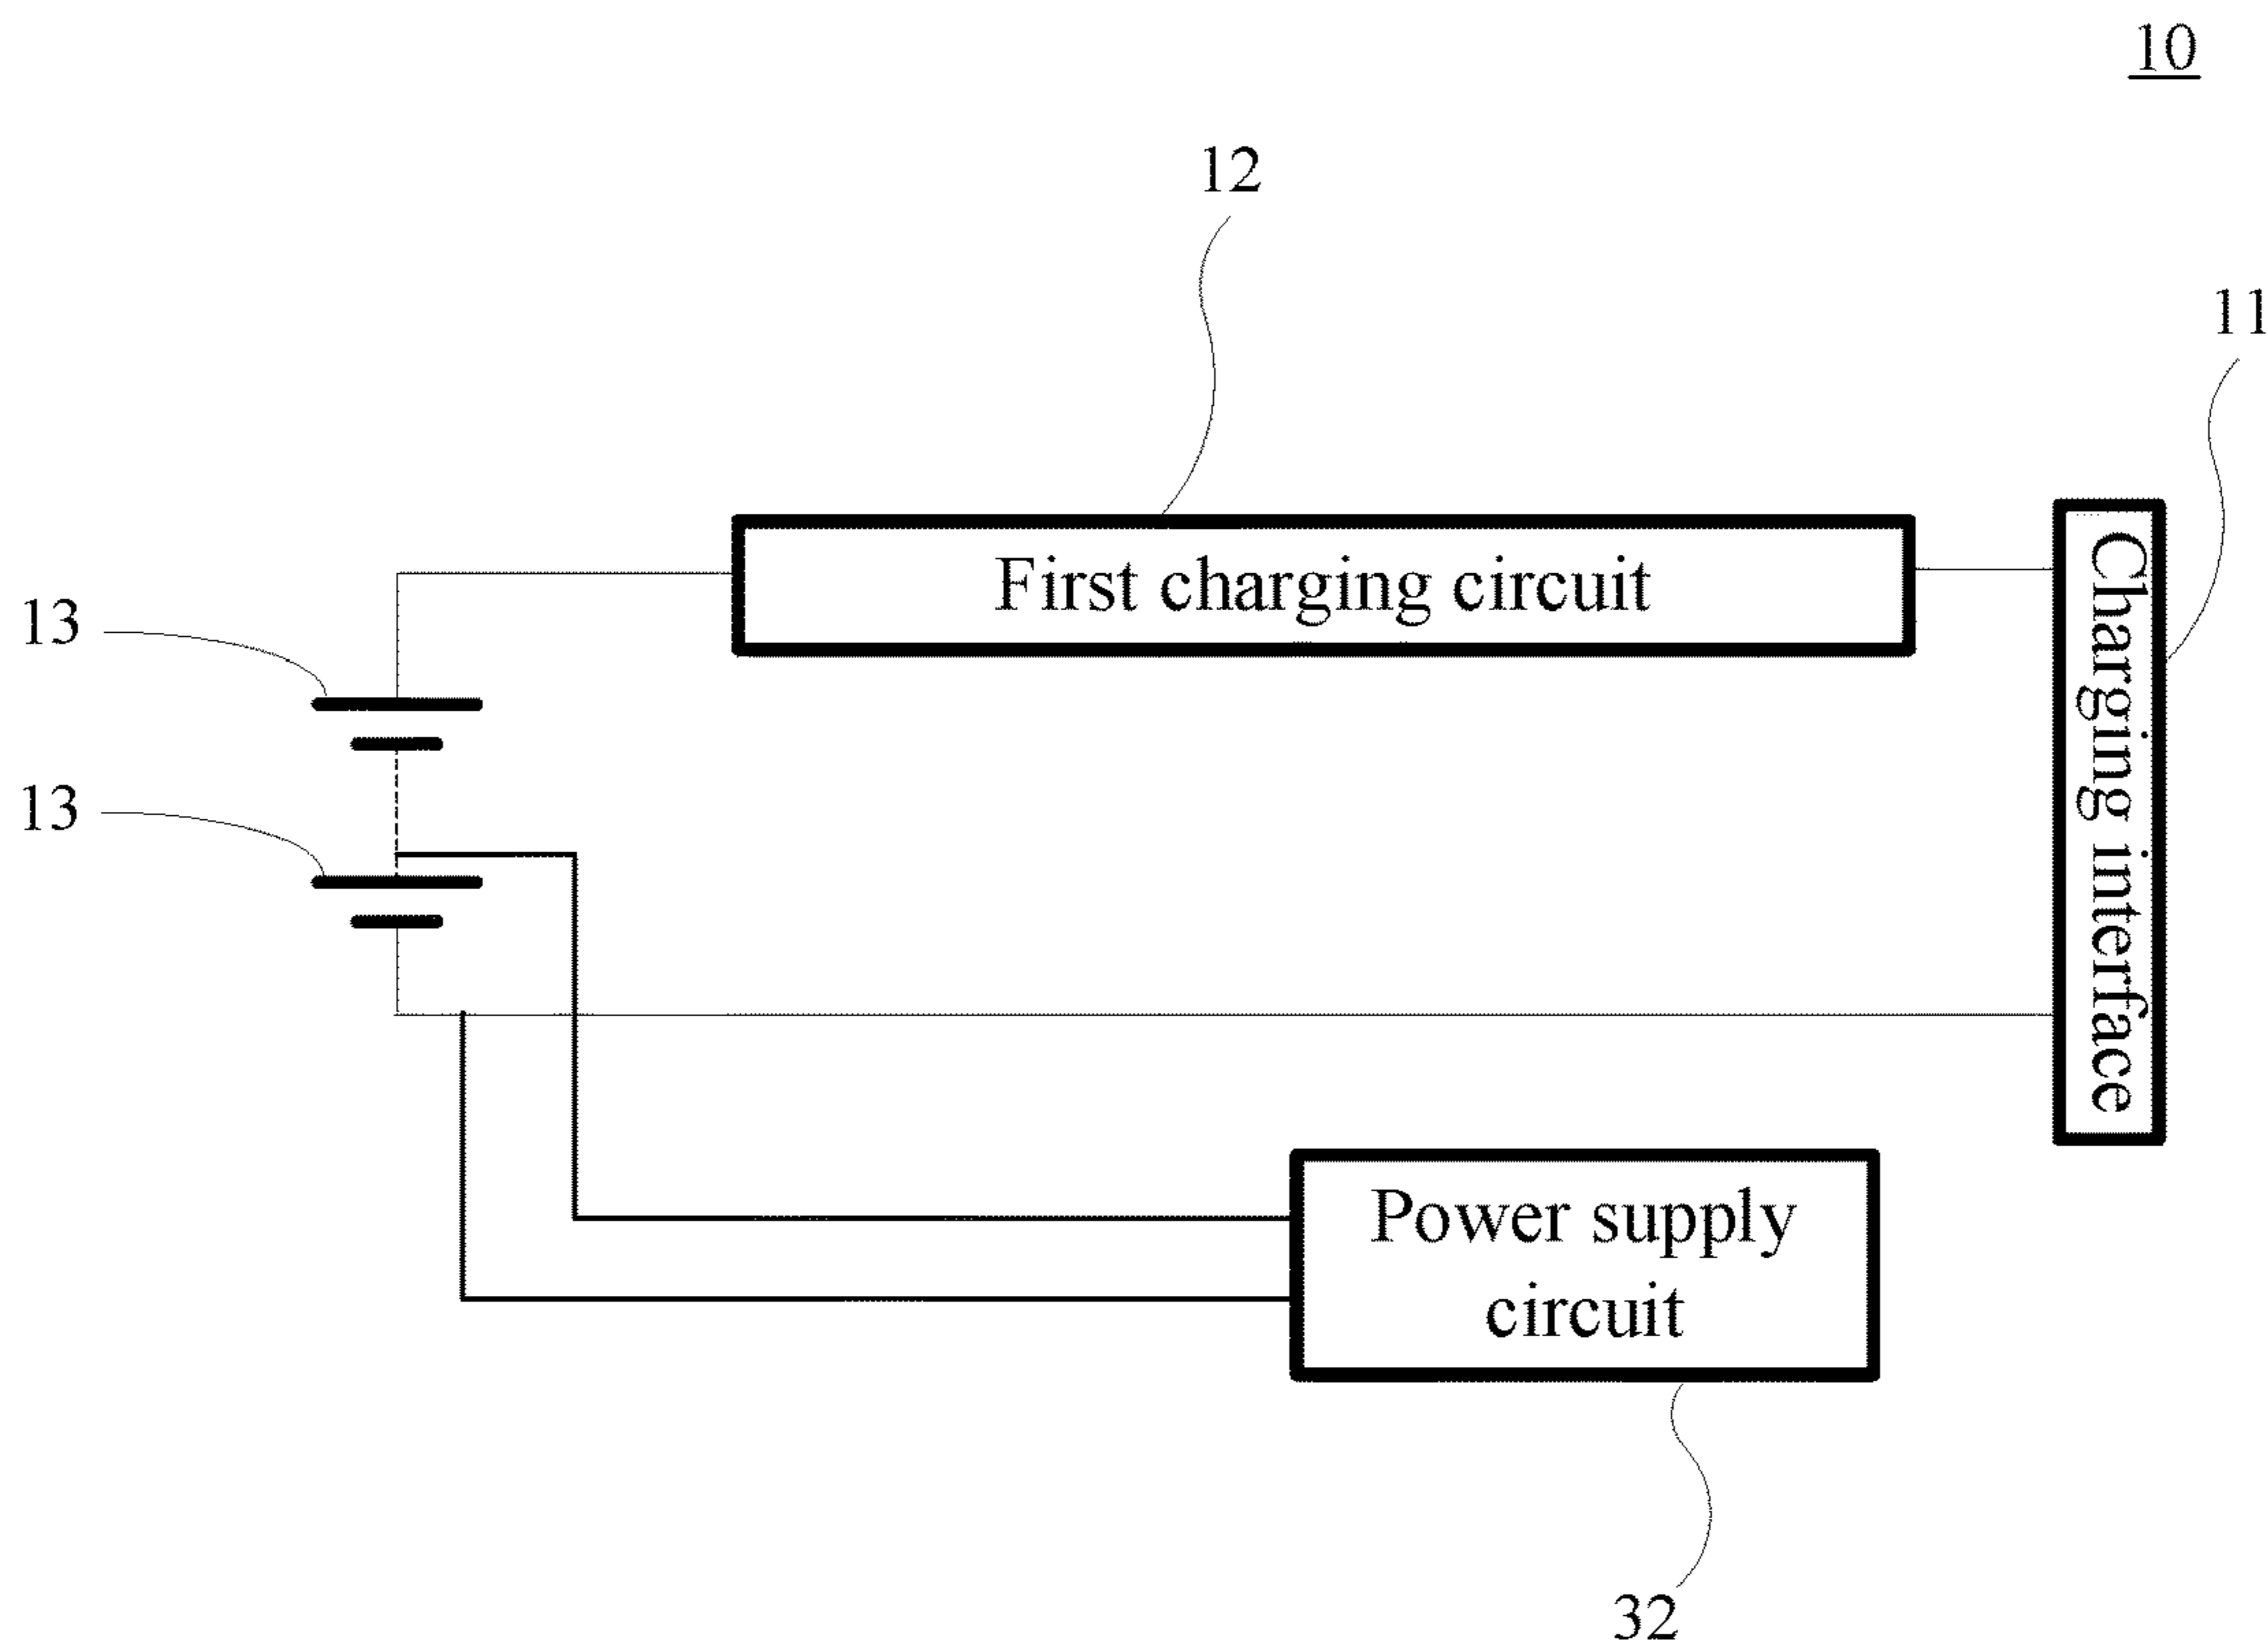 10
12
11
First charging circuit
Charging interface
13
13
Power supply
circuit
32